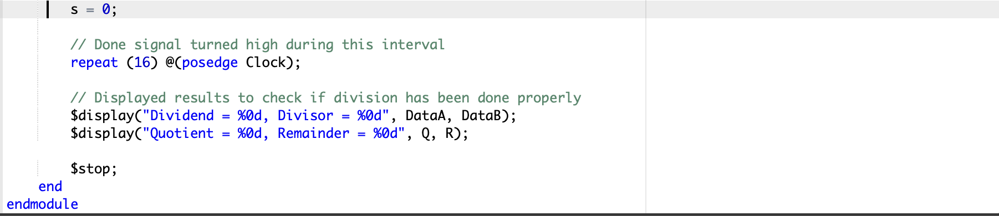 s = 0;
// Done signal turned high during this interval
repeat (16) @(posedge Clock);
// Displayed results to check if division has been done properly
$display("Dividend = %0d, Divisor = %0d", DataA, DataB);
$display("Quotient = %0d, Remainder = %0d", Q, R);
$stop;
end
endmodule